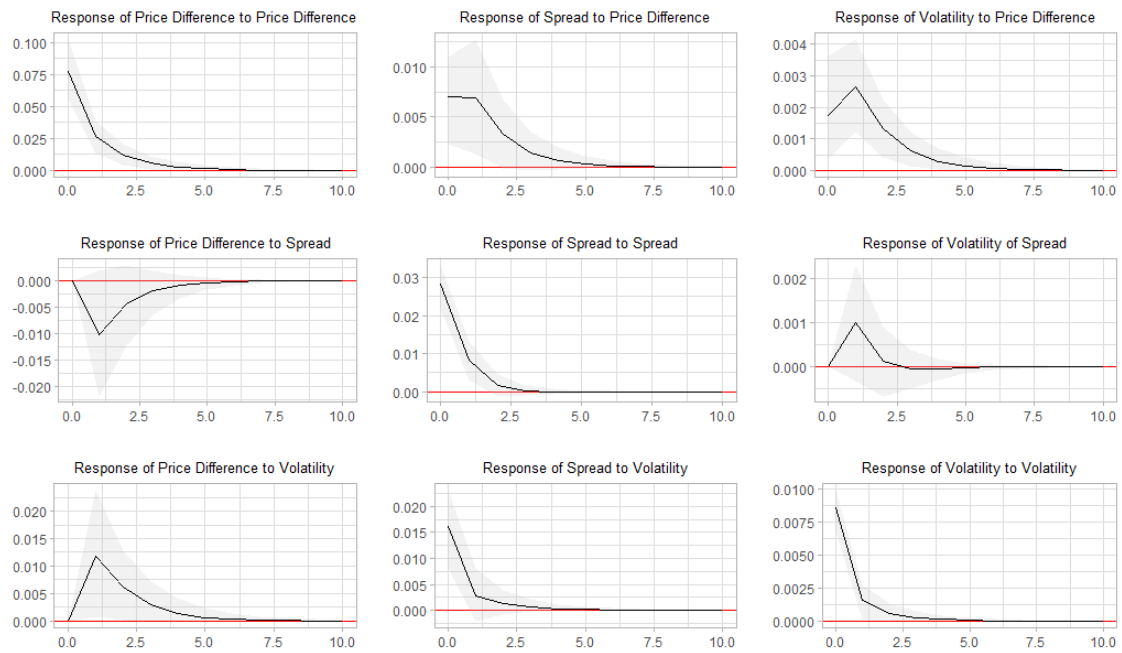 Response of Price Difference to Price Difference
0.100
0.075
0.050
0.025
0.000
0.0 2.5 5.0 7.5 10.0
Response of Spread to Price Difference
0.010
0.005
0.000
0.0 2.5 5.0 7.5 10.0
Response of Volatility to Price Difference
0.004
0.003
0.002
0.001
0.000
0.0 2.5 5.0 7.5 10.0
Response of Price Difference to Spread
0.000
-0.005
-0.010
-0.015
-0.020
0.0 2.5 5.0 7.5 10.0
Response of Spread to Spread
0.03
0.02
0.01
0.00
0.0 2.5 5.0 7.5 10.0
Response of Volatility of Spread
0.002
0.001
0.000
0.0 2.5 5.0 7.5 10.0
Response of Price Difference to Volatility
0.020
0.015
0.010
0.005
0.000
0.0 2.5 5.0 7.5 10.0
Response of Spread to Volatility
0.020
0.015
0.010
0.005
0.000
0.0 2.5 5.0 7.5 10.0
Response of Volatility to Volatility
0.0100
0.0075
0.0050
0.0025
0.0000
0.0 2.5 5.0 7.5 10.0